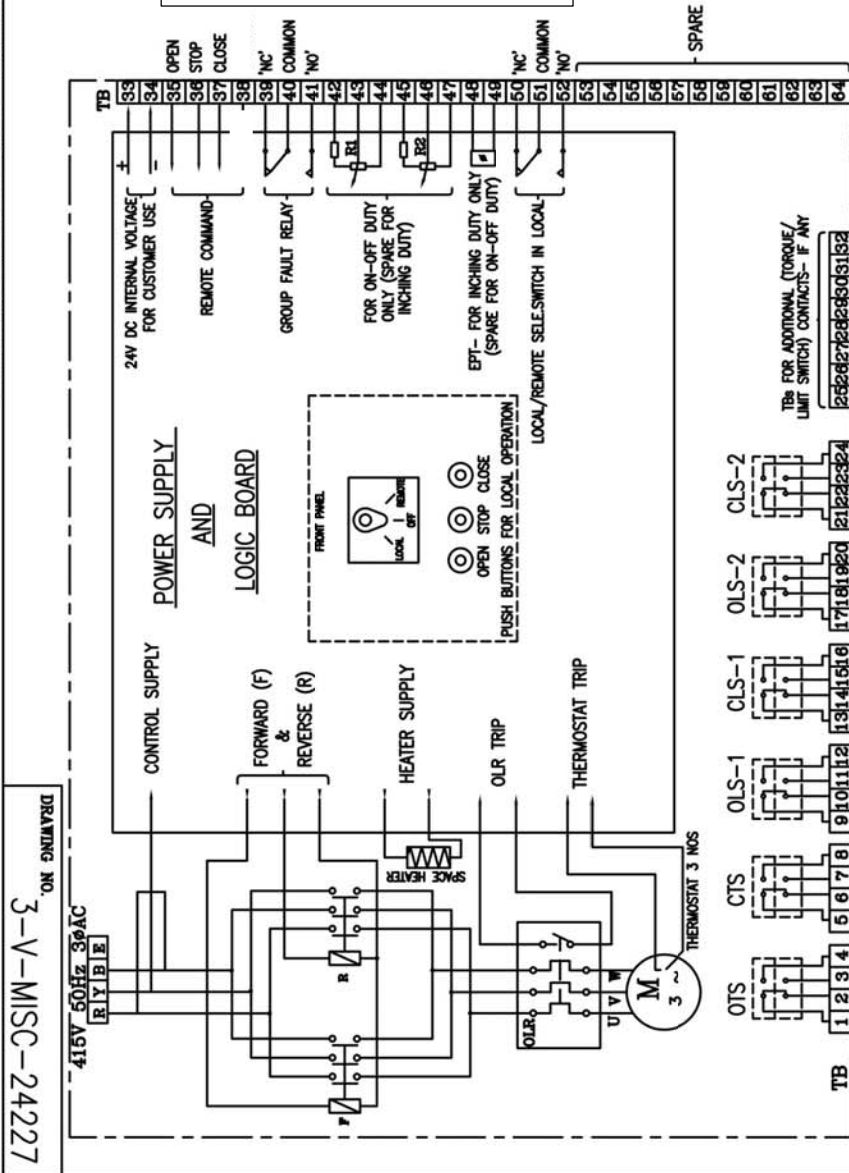 DRAWING NO.
3-V-MISC-24227
415V 50Hz 3øAC
R Y B E
CONTROL SUPPLY
FORWARD (F)
&
REVERSE (R)
HEATER SUPPLY
SPACE HEATER
OLR TRIP
THERMOSTAT TRIP
THERMOSTAT 3 NOS
F
R
OLR
U V W
M
3 ~
POWER SUPPLY
AND
LOGIC BOARD
FRONT PANEL
LOCAL
OFF
REMOTE
OPEN STOP CLOSE
PUSH BUTTONS FOR LOCAL OPERATION
24V DC INTERNAL VOLTAGE
FOR CUSTOMER USE
+
-
REMOTE COMMAND
GROUP FAULT RELAY
FOR ON-OFF DUTY
ONLY (SPARE FOR
INCHING DUTY)
R1
R2
EPT- FOR INCHING DUTY ONLY
(SPARE FOR ON-OFF DUTY)
LOCAL/REMOTE SELE.SWITCH IN LOCAL
TB
33
34
35 OPEN
36 STOP
37 CLOSE
38
39 'NC'
40 COMMON
41 'NO'
42
43
44
45
46
47
48
49
50 'NC'
51 COMMON
52 'NO'
53
54
55
56
57
58
59
60
61
62
63
64
SPARE
OTS
CTS
OLS-1
CLS-1
OLS-2
CLS-2
TBs FOR ADDITIONAL (TORQUE/
LIMIT SWITCH) CONTACTS- IF ANY
TB
1 2 3 4
5 6 7 8
9 10 11 12
13 14 15 16
17 18 19 20
21 22 23 24
25 26 27 28 29 30 31 32